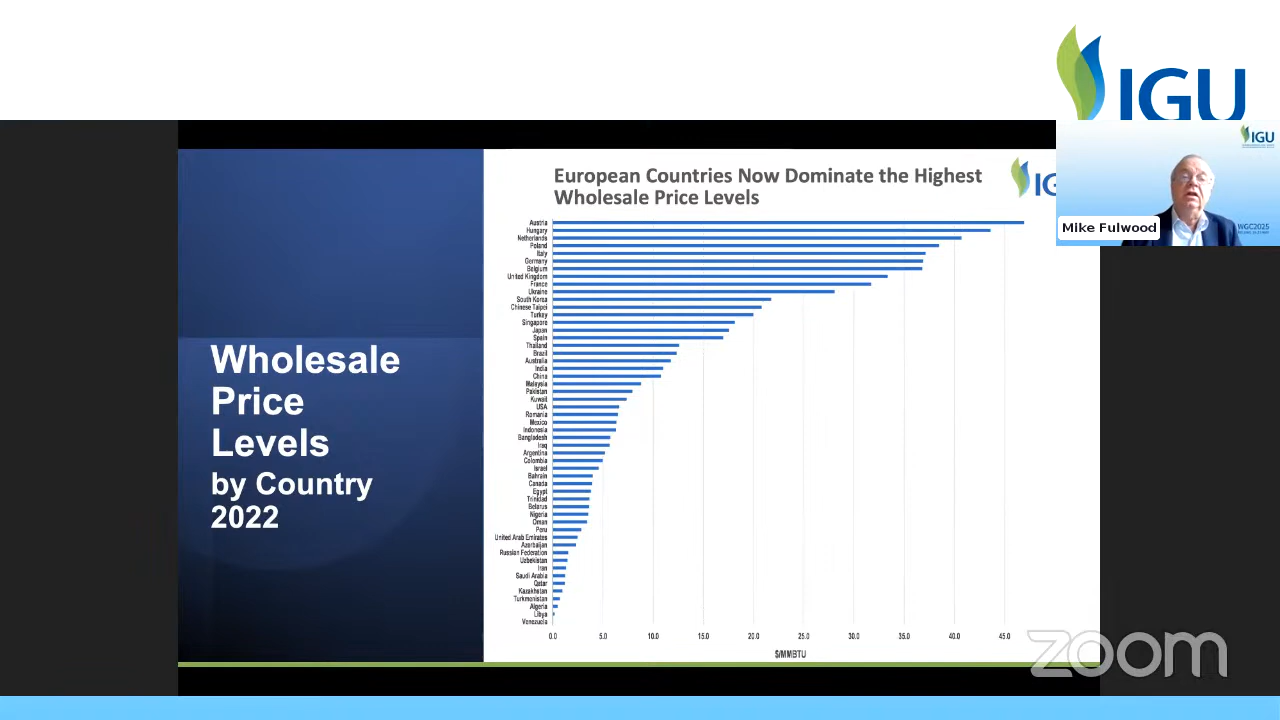 IGU
IGU
Mike Fulwood
WGC2025
European Countries Now Dominate the Highest
Wholesale Price Levels
IG
Wholesale
Price
Levels
by Country
2022
Austria
Hungary
Netherlands
Poland
Italy
Germany
Belgium
United Kingdom
France
Ukraine
South Korea
Chinese Taipei
Turkey
Singapore
Japan
Spain
Thailand
Brazil
Australia
India
China
Malaysia
Pakistan
Kuwait
USA
Romania
Mexico
Indonesia
Bangladesh
Iraq
Argentina
Colombia
Israel
Bahrain
Canada
Egypt
Trinidad
Belarus
Nigeria
Oman
Peru
United Arab Emirates
Azerbaijan
Russian Federation
Uzbekistan
Iran
Saudi Arabia
Qatar
Kazakhstan
Turkmenistan
Algeria
Libya
Venezuela
0.0 5.0 10.0 15.0 20.0 25.0 30.0 35.0 40.0 45.0
$/MMBTU
zoom